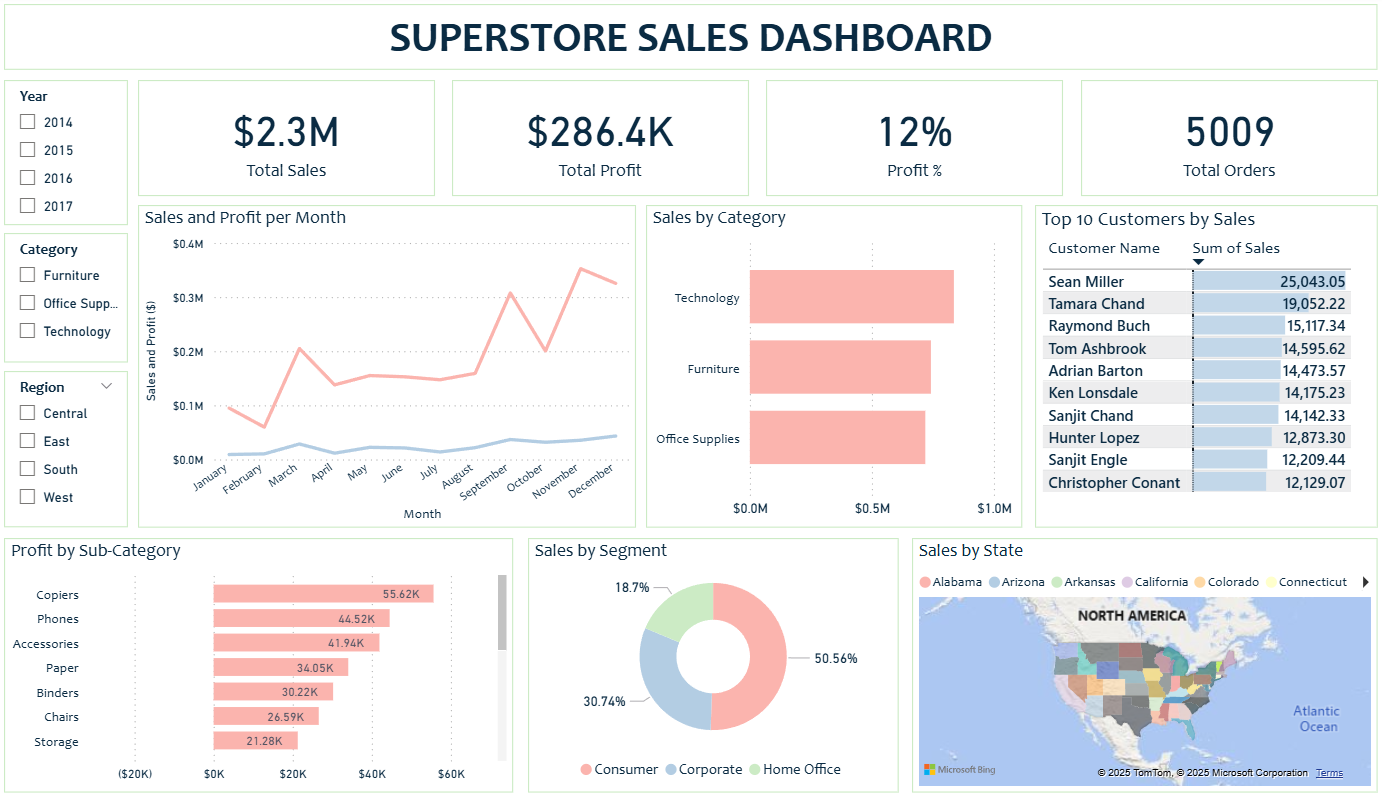 SUPERSTORE SALES DASHBOARD
Year
2014
2015
2016
2017
$2.3M
Total Sales
$286.4K
Total Profit
12%
Profit %
5009
Total Orders
Category
Furniture
Office Supp...
Technology
Region
Central
East
South
West
Sales and Profit per Month
Sales and Profit ($)
$0.4M
$0.3M
$0.2M
$0.1M
$0.0M
January
February
March
April
May
June
July
August
September
October
November
December
Month
Sales by Category
Technology
Furniture
Office Supplies
$0.0M $0.5M $1.0M
Top 10 Customers by Sales
Customer Name Sum of Sales
Sean Miller 25,043.05
Tamara Chand 19,052.22
Raymond Buch 15,117.34
Tom Ashbrook 14,595.62
Adrian Barton 14,473.57
Ken Lonsdale 14,175.23
Sanjit Chand 14,142.33
Hunter Lopez 12,873.30
Sanjit Engle 12,209.44
Christopher Conant 12,129.07
Profit by Sub-Category
Copiers 55.62K
Phones 44.52K
Accessories 41.94K
Paper 34.05K
Binders 30.22K
Chairs 26.59K
Storage 21.28K
($20K) $0K $20K $40K $60K
Sales by Segment
18.7%
50.56%
30.74%
Consumer Corporate Home Office
Sales by State
Alabama Arizona Arkansas California Colorado Connecticut
NORTH AMERICA
Atlantic
Ocean
Microsoft Bing
© 2025 TomTom, © 2025 Microsoft Corporation Terms